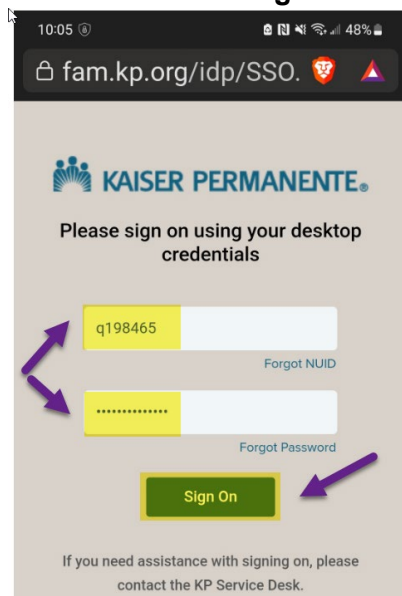 10:05 48%
fam.kp.org/idp/SSO.
KAISER PERMANENTE®
Please sign on using your desktop
credentials
q198465
Forgot NUID
••••••••••••••
Forgot Password
Sign On
If you need assistance with signing on, please
contact the KP Service Desk.